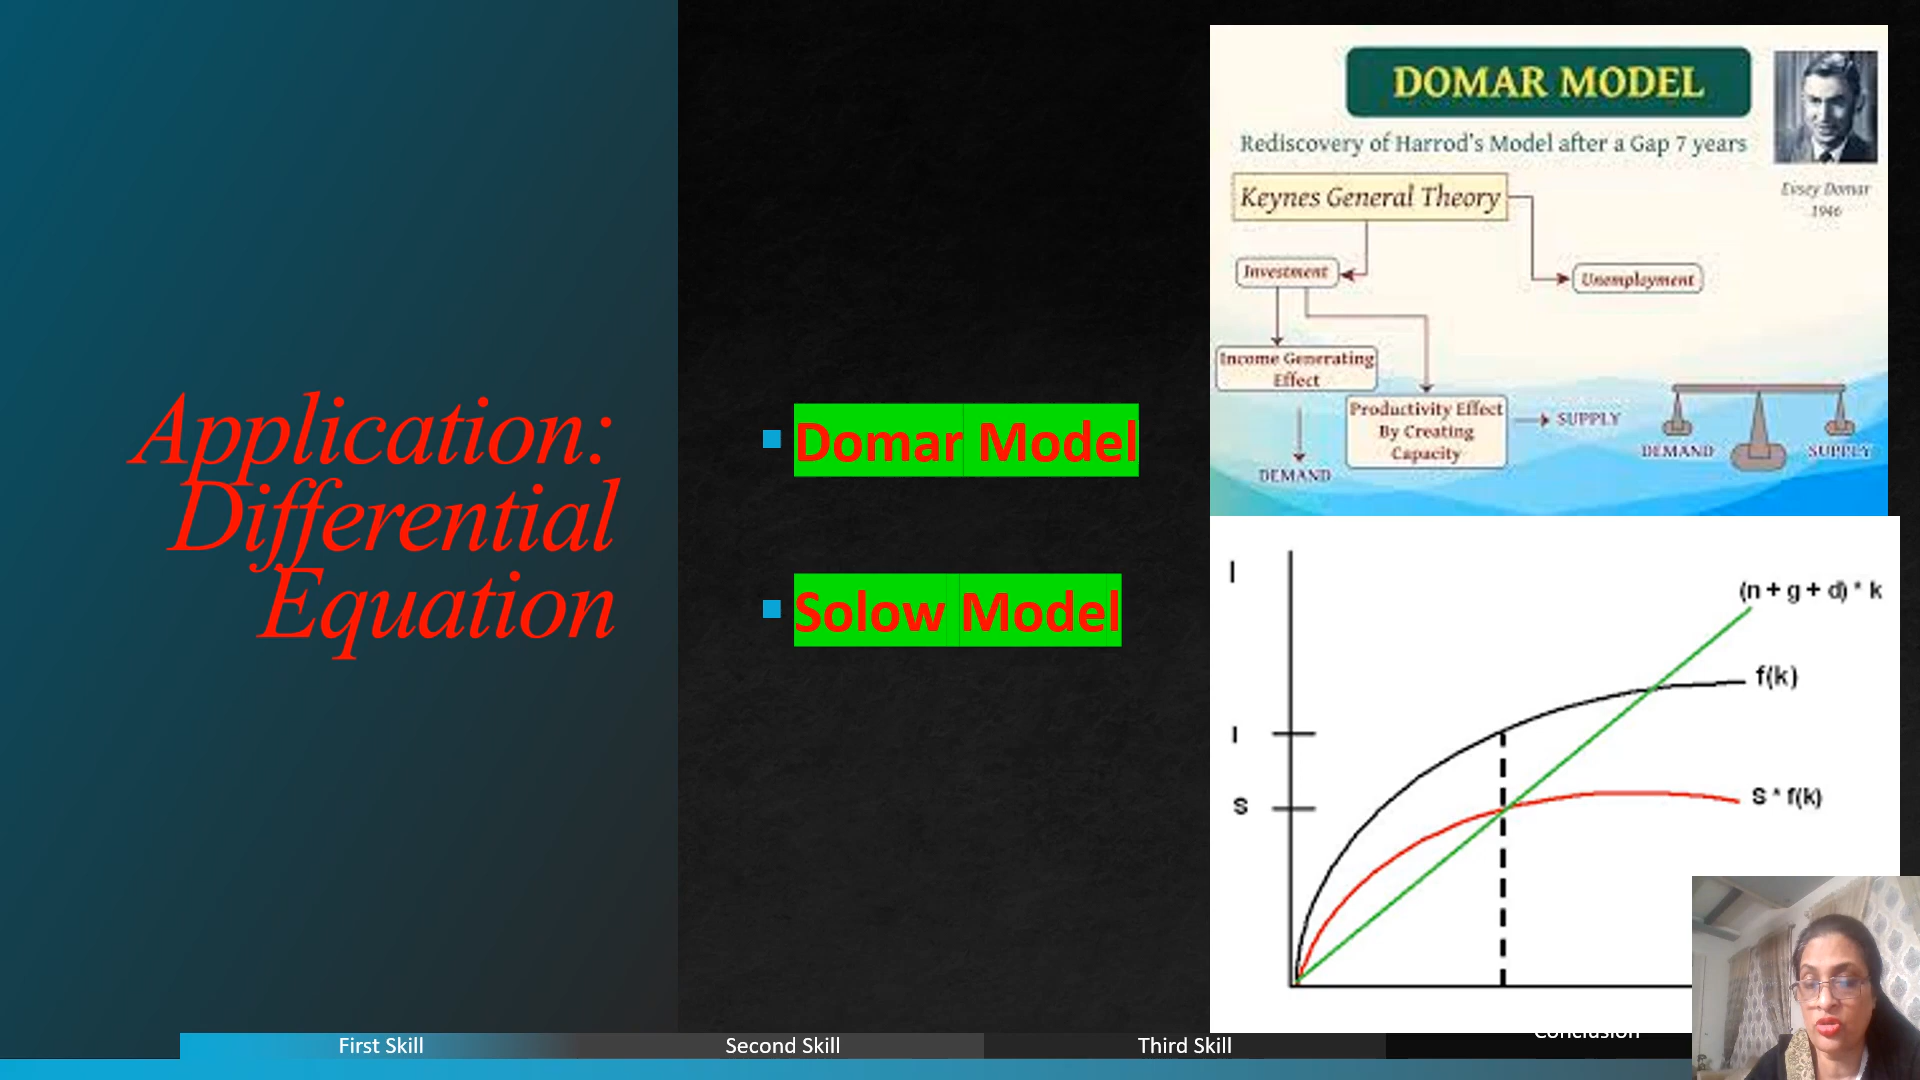 Application:
Differential
Equation
Domar Model
Solow Model
DOMAR MODEL
Rediscovery of Harrod's Model after a Gap 7 years
Evsey Domar
1946
Keynes General Theory
Investment
Unemployment
Income Generating
Effect
Productivity Effect
By Creating
Capacity
SUPPLY
DEMAND
DEMAND
SUPPLY
I
(n + g + d) * k
f(k)
I
S * f(k)
S
First Skill
Second Skill
Third Skill
Conclusion